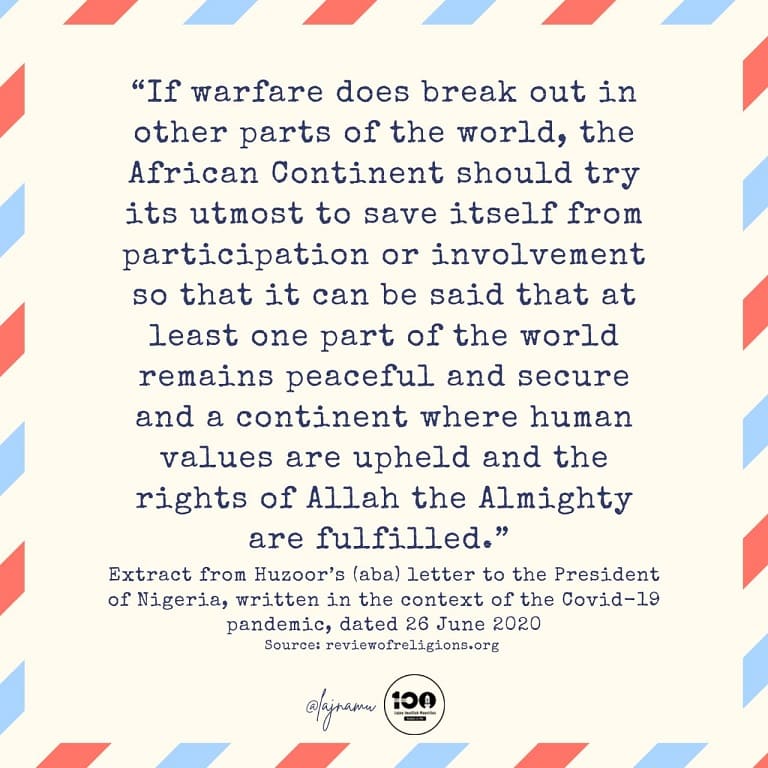 “If warfare does break out in
other parts of the world, the
African Continent should try
its utmost to save itself from
participation or involvement
so that it can be said that at
least one part of the world
remains peaceful and secure
and a continent where human
values are upheld and the
rights of Allah the Almighty
are fulfilled.”
Extract from Huzoor’s (aba) letter to the President
of Nigeria, written in the context of the Covid-19
pandemic, dated 26 June 2020
Source: reviewofreligions.org
@lajnamu
100